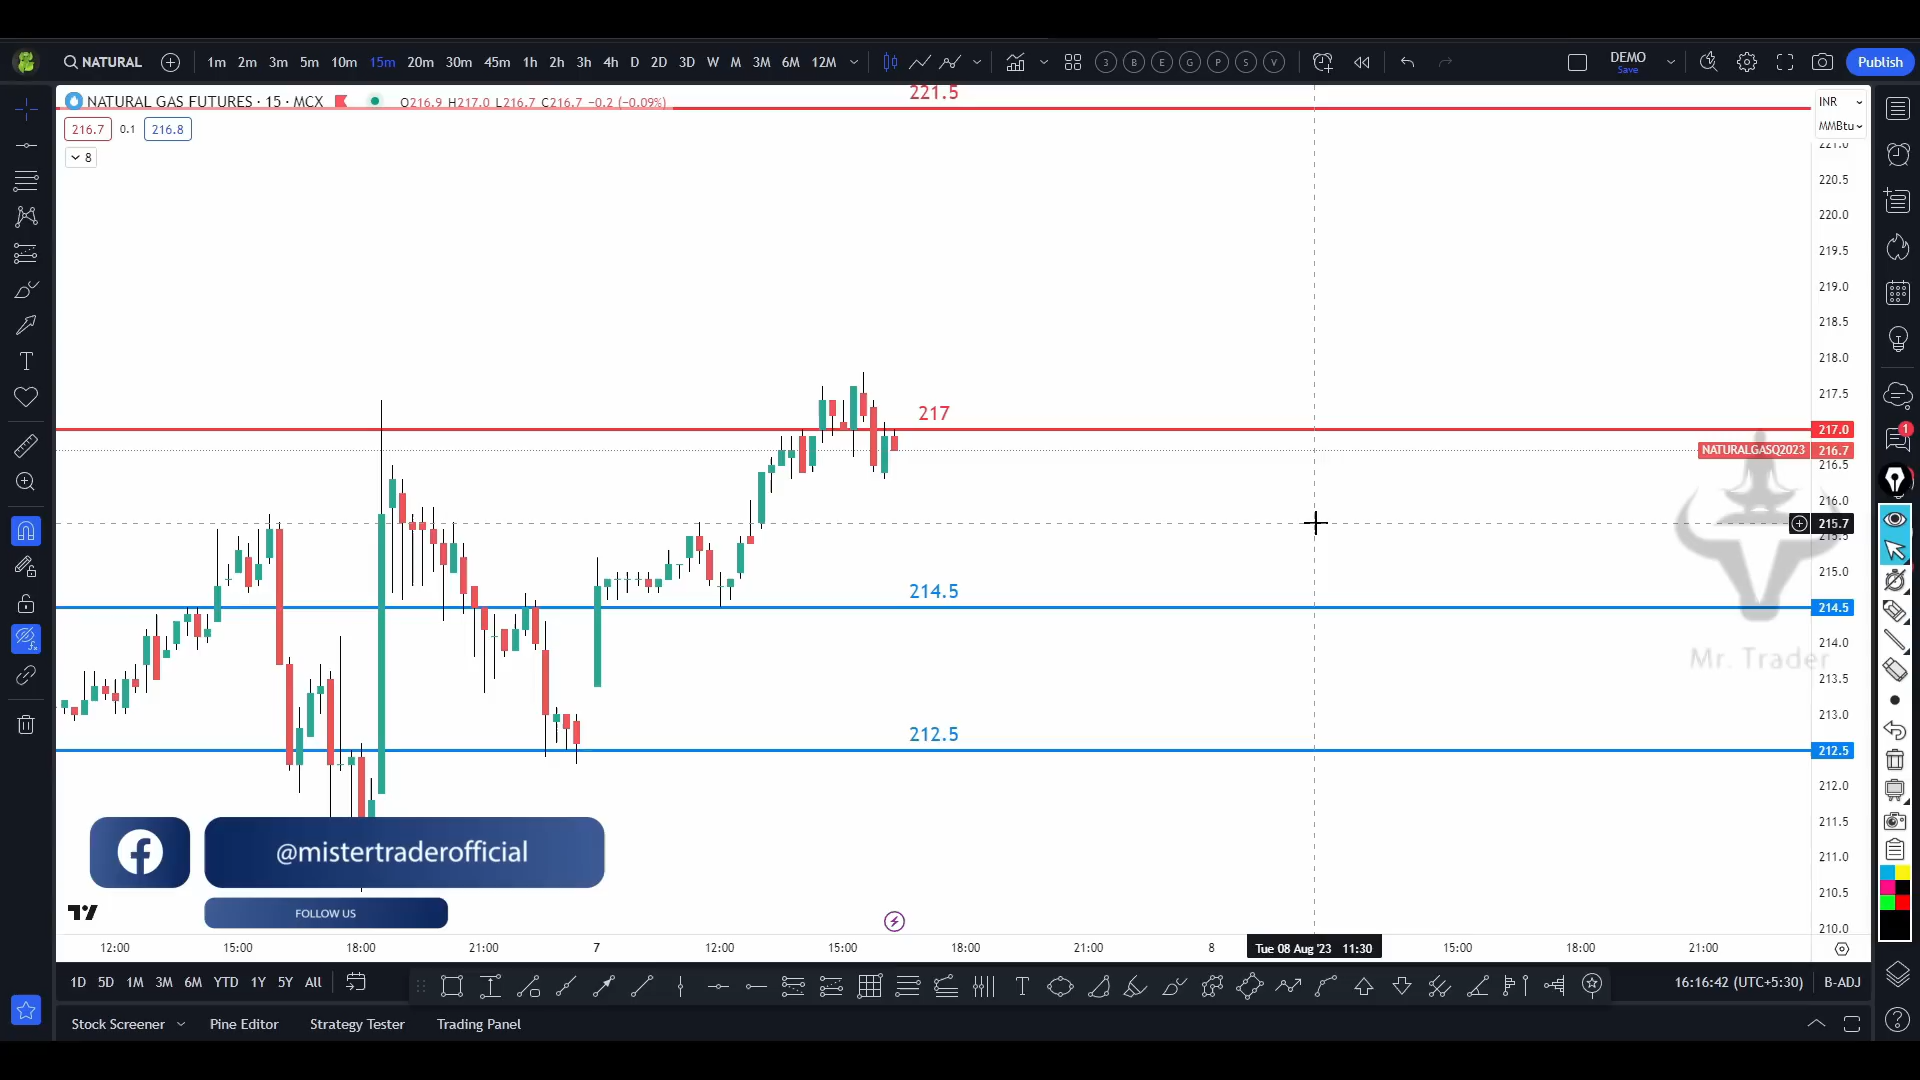 NATURAL 1m 2m 3m 5m 10m 15m 20m 30m 45m 1h 2h 3h 4h D 2D 3D W M 3M 6M 12M 3 B E G P S V DEMO Save Publish
NATURAL GAS FUTURES · 15 · MCX O216.9 H217.0 L216.7 C216.7 −0.2 (−0.09%)
221.5
INR
216.7 0.1 216.8
MMBtu
8
221.0
220.5
220.0
219.5
219.0
218.5
218.0
217.5
217
217.0
1
NATURALGASQ2023 216.7
216.5
216.0
215.7
215.5
215.0
214.5
214.5
214.0
Mr. Trader
213.5
213.0
212.5
212.5
212.0
211.5
211.0
210.5
210.0
@mistertraderofficial
FOLLOW US
12:00 15:00 18:00 21:00 7 12:00 15:00 18:00 21:00 8 Tue 08 Aug '23 11:30 15:00 18:00 21:00
1D 5D 1M 3M 6M YTD 1Y 5Y All 16:16:42 (UTC+5:30) B-ADJ
Stock Screener Pine Editor Strategy Tester Trading Panel